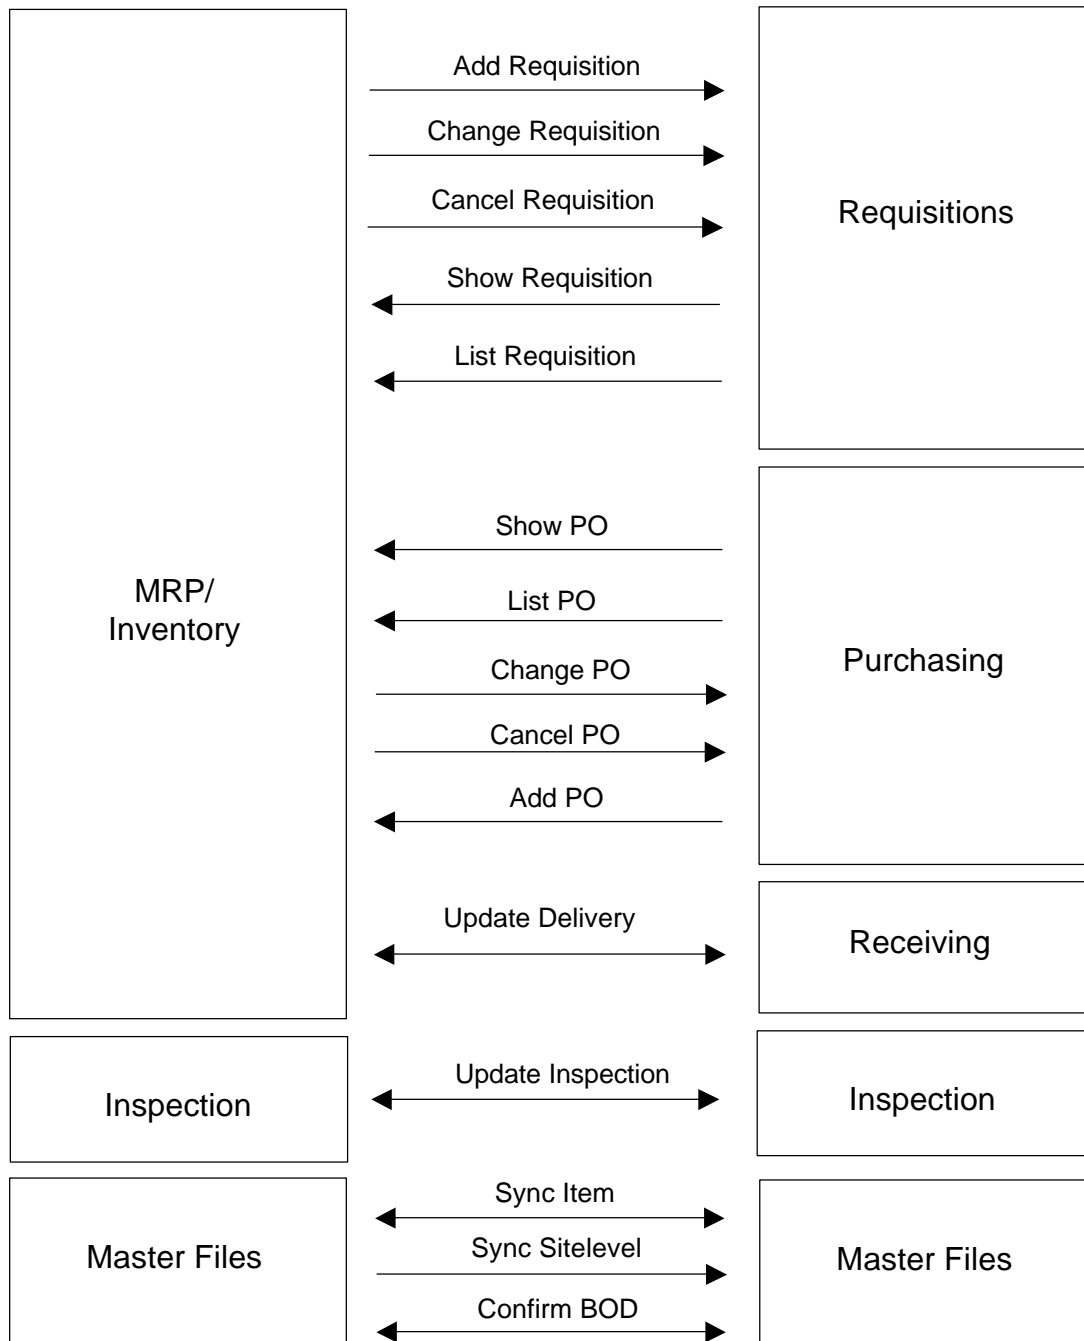 Add Requisition
Change Requisition
Cancel Requisition
Requisitions
Show Requisition
List Requisition
Show PO
MRP/
Inventory
List PO
Purchasing
Change PO
Cancel PO
Add PO
Update Delivery
Receiving
Inspection
Update Inspection
Inspection
Sync Item
Master Files
Sync Sitelevel
Master Files
Confirm BOD